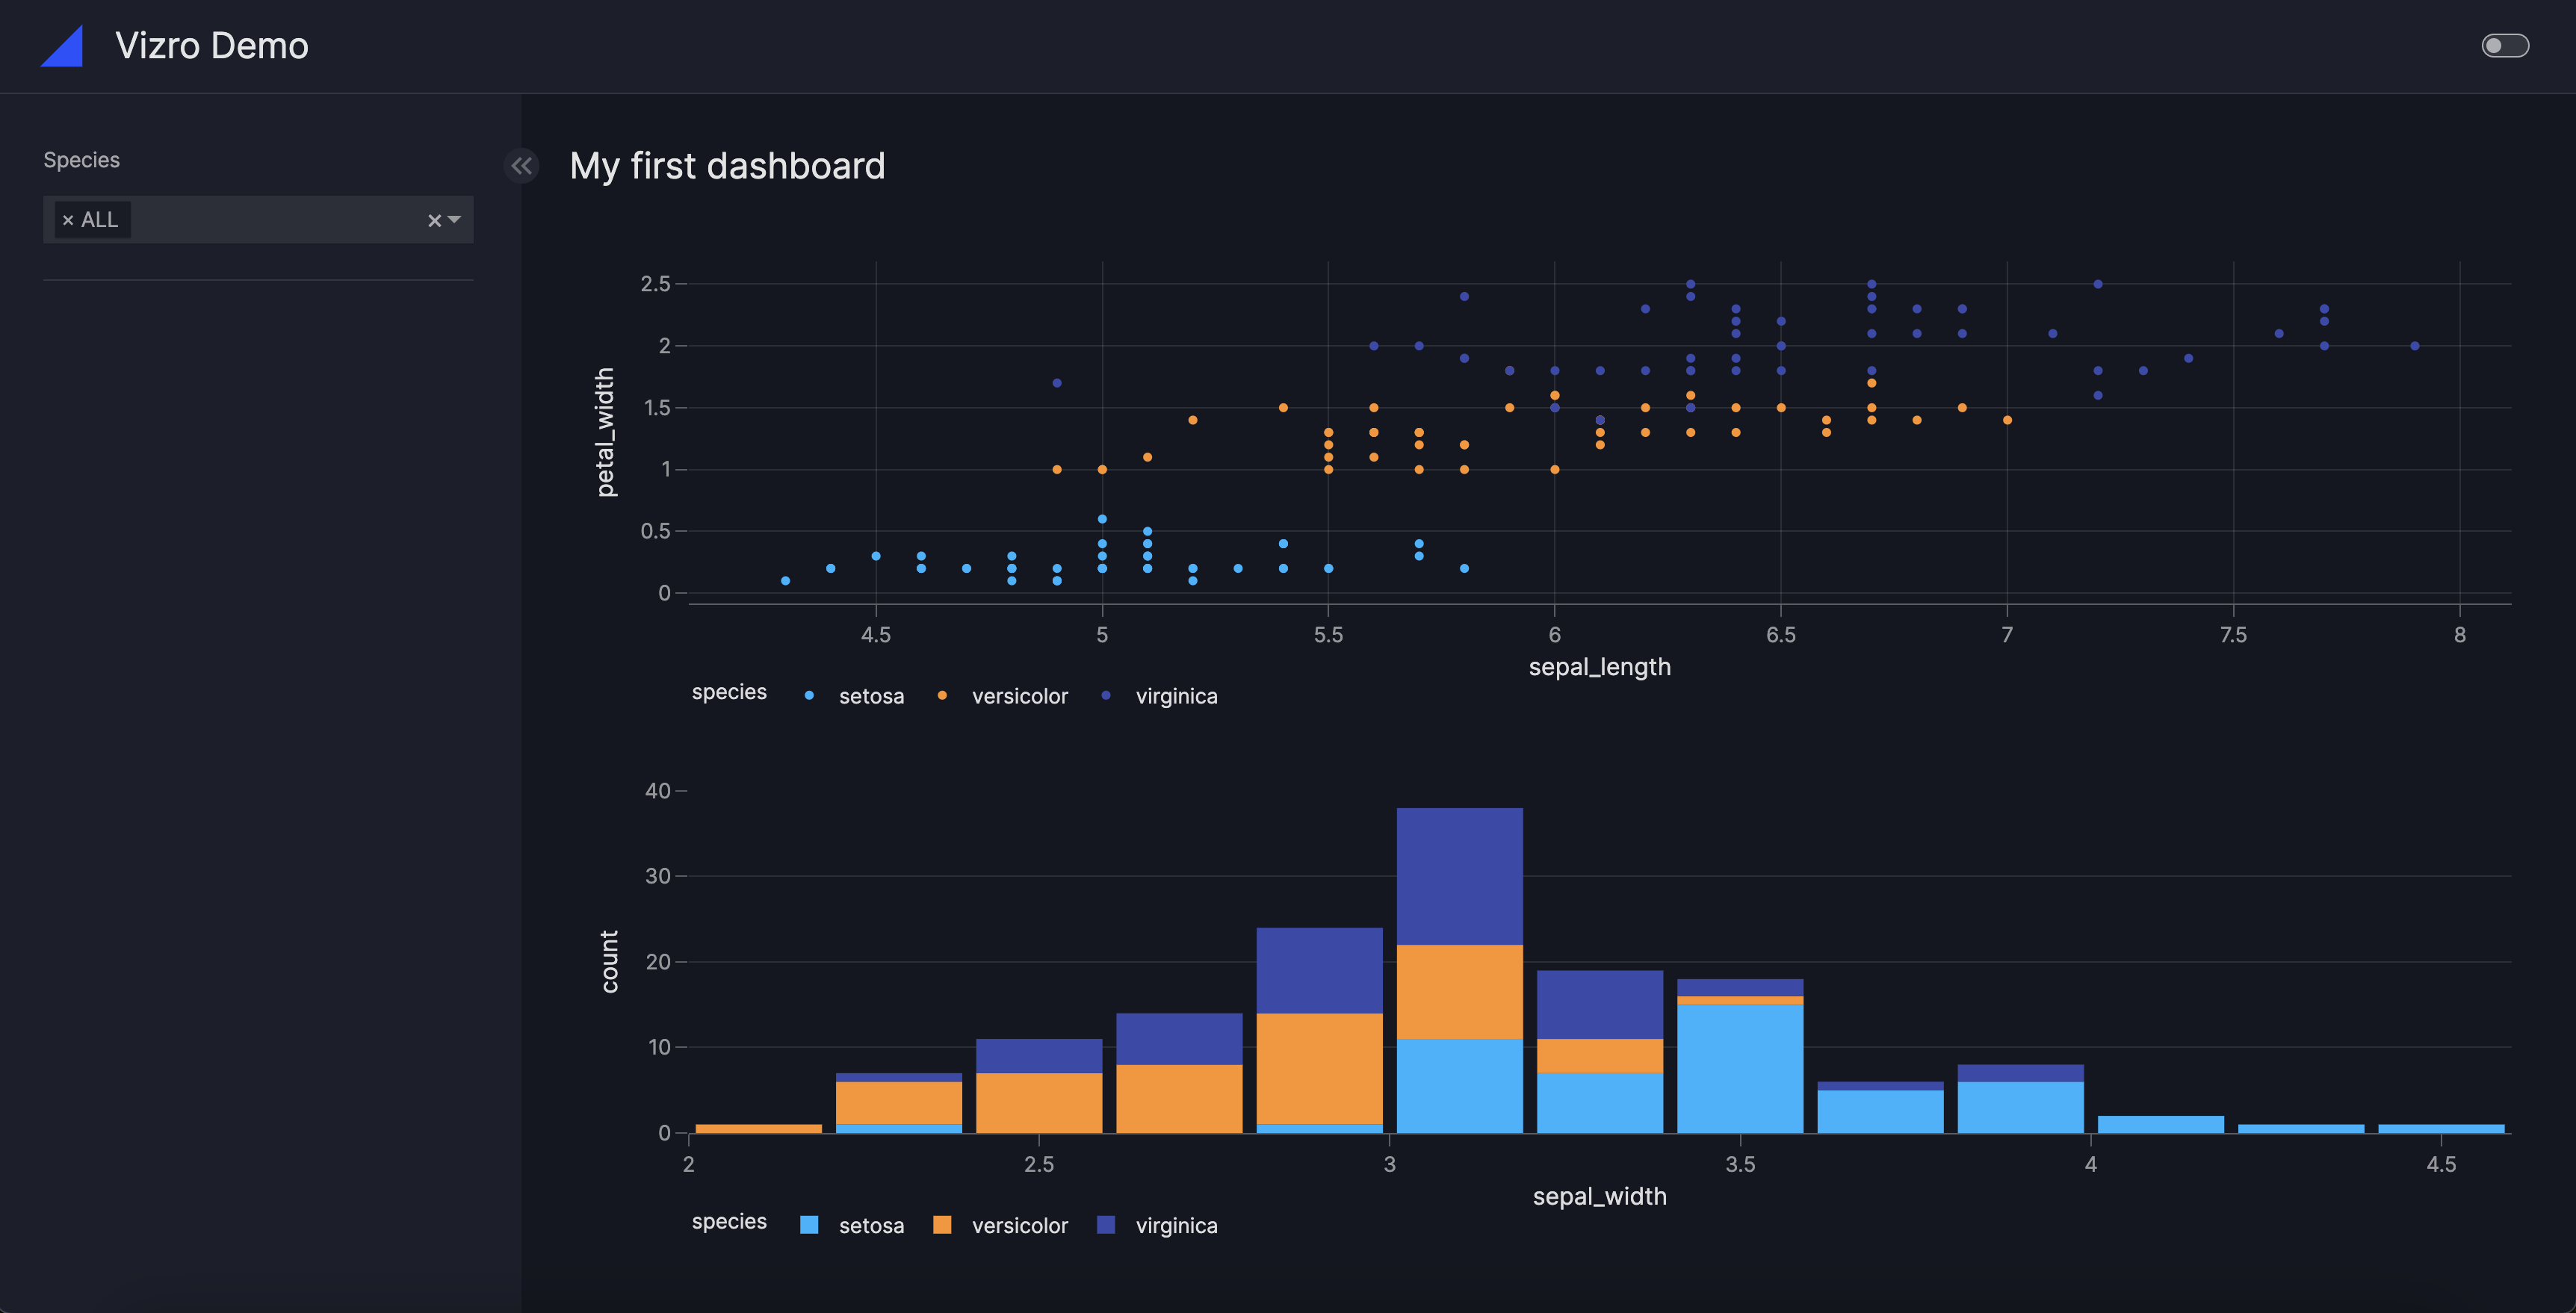 Vizro Demo
Species
× ALL
My first dashboard
2.5
2
1.5
1
0.5
0
petal_width
4.5 5 5.5 6 6.5 7 7.5 8
sepal_length
species setosa versicolor virginica
40
30
20
10
0
count
2 2.5 3 3.5 4 4.5
sepal_width
species setosa versicolor virginica